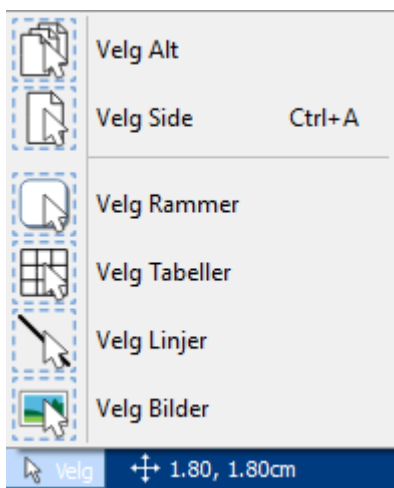 Velg Alt
Velg Side Ctrl+A
Velg Rammer
Velg Tabeller
Velg Linjer
Velg Bilder
Velg 1.80, 1.80cm